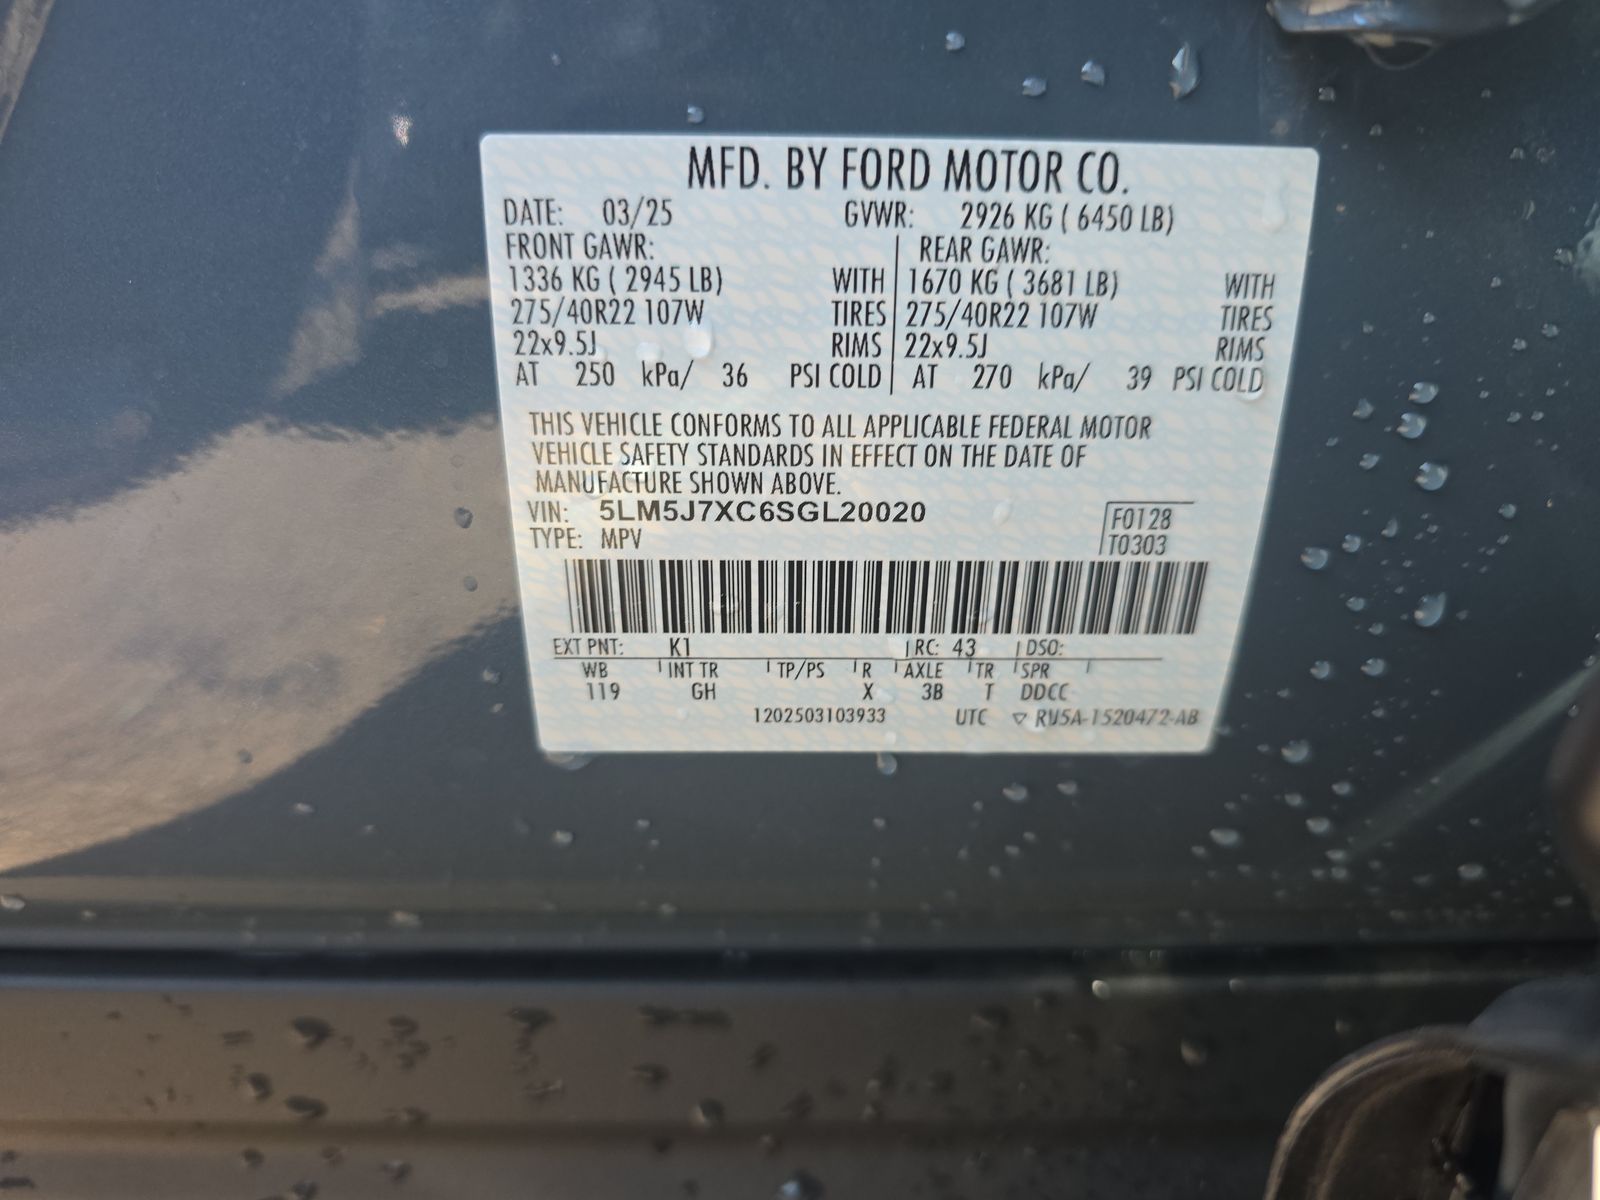 MFD. BY FORD MOTOR CO.
DATE: 03/25 GVWR: 2926 KG ( 6450 LB)
FRONT GAWR: REAR GAWR:
1336 KG ( 2945 LB) WITH 1670 KG ( 3681 LB) WITH
275/40R22 107W TIRES 275/40R22 107W TIRES
22x9.5J RIMS 22x9.5J RIMS
AT 250 kPa/ 36 PSI COLD AT 270 kPa/ 39 PSI COLD
THIS VEHICLE CONFORMS TO ALL APPLICABLE FEDERAL MOTOR
VEHICLE SAFETY STANDARDS IN EFFECT ON THE DATE OF
MANUFACTURE SHOWN ABOVE.
VIN: 5LM5J7XC6SGL20020
F0128
TYPE: MPV
T0303
EXT PNT: K1 RC: 43 DSO:
WB INT TR TP/PS R AXLE TR SPR
119 GH X 3B T DDCC
1202503103933 UTC ▽ RU5A-1520472-AB